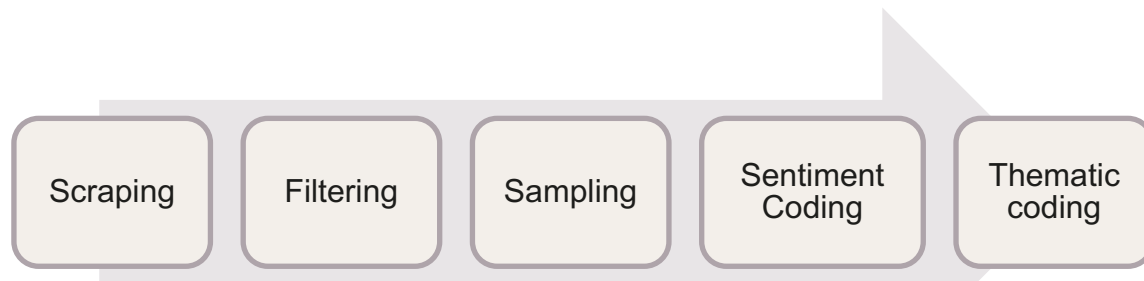 Scraping
Filtering
Sampling
Sentiment
Coding
Thematic
coding